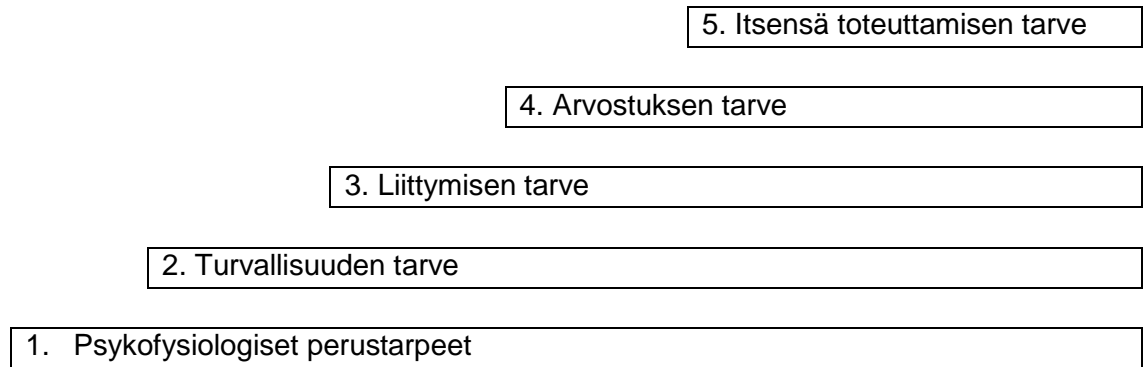 5. Itsensä toteuttamisen tarve
4. Arvostuksen tarve
3. Liittymisen tarve
2. Turvallisuuden tarve
1. Psykofysiologiset perustarpeet